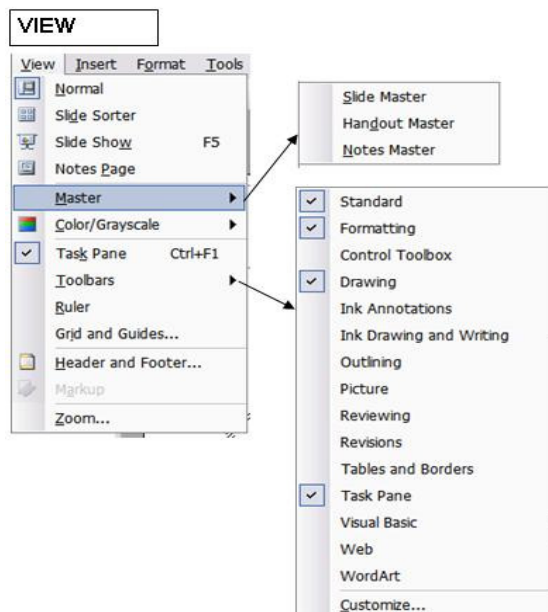 VIEW
View Insert Format Tools
Normal
Slide Sorter
Slide Show F5
Notes Page
Master
Color/Grayscale
Task Pane Ctrl+F1
Toolbars
Ruler
Grid and Guides...
Header and Footer...
Markup
Zoom...
Slide Master
Handout Master
Notes Master
Standard
Formatting
Control Toolbox
Drawing
Ink Annotations
Ink Drawing and Writing
Outlining
Picture
Reviewing
Revisions
Tables and Borders
Task Pane
Visual Basic
Web
WordArt
Customize...